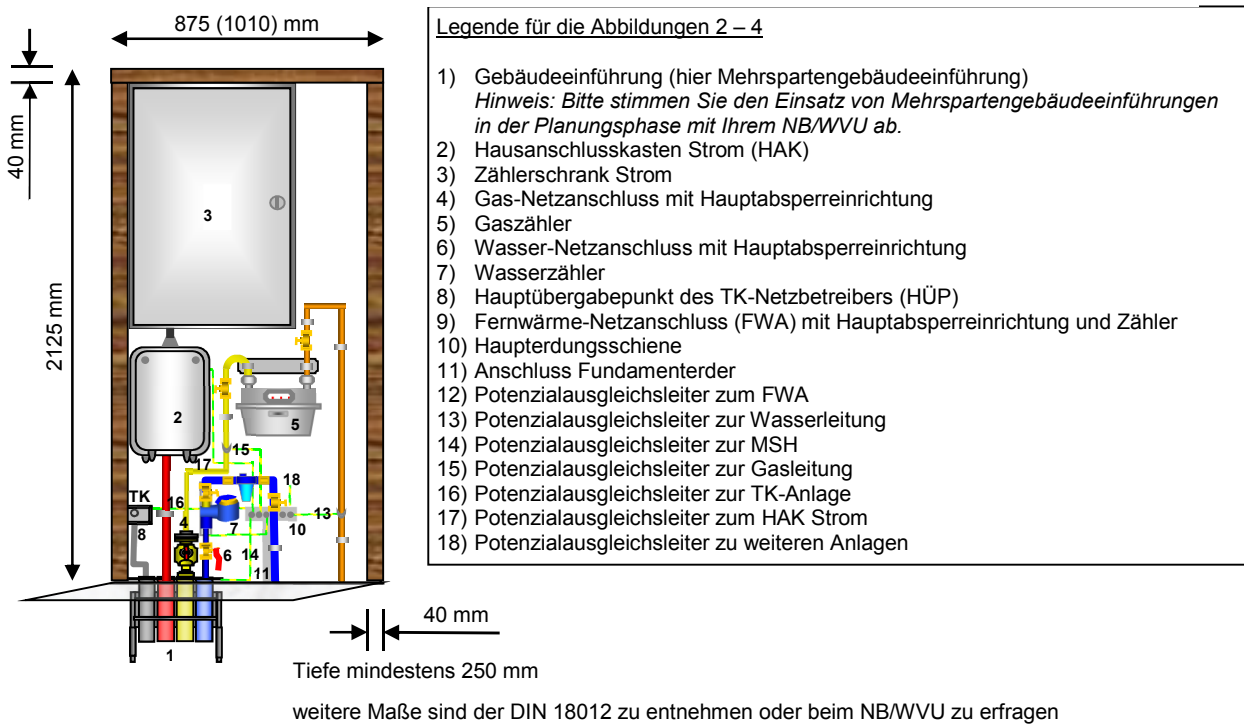 875 (1010) mm
40 mm
2125 mm
3
2
5
15
17
18
TK
16
4
13
8
7
10
6
14
11
1
40 mm
Tiefe mindestens 250 mm
weitere Maße sind der DIN 18012 zu entnehmen oder beim NB/WVU zu erfragen
Legende für die Abbildungen 2 – 4
1) Gebäudeeinführung (hier Mehrspartengebäudeeinführung)
Hinweis: Bitte stimmen Sie den Einsatz von Mehrspartengebäudeeinführungen
in der Planungsphase mit Ihrem NB/WVU ab.
2) Hausanschlusskasten Strom (HAK)
3) Zählerschrank Strom
4) Gas-Netzanschluss mit Hauptabsperreinrichtung
5) Gaszähler
6) Wasser-Netzanschluss mit Hauptabsperreinrichtung
7) Wasserzähler
8) Hauptübergabepunkt des TK-Netzbetreibers (HÜP)
9) Fernwärme-Netzanschluss (FWA) mit Hauptabsperreinrichtung und Zähler
10) Haupterdungsschiene
11) Anschluss Fundamenterder
12) Potenzialausgleichsleiter zum FWA
13) Potenzialausgleichsleiter zur Wasserleitung
14) Potenzialausgleichsleiter zur MSH
15) Potenzialausgleichsleiter zur Gasleitung
16) Potenzialausgleichsleiter zur TK-Anlage
17) Potenzialausgleichsleiter zum HAK Strom
18) Potenzialausgleichsleiter zu weiteren Anlagen